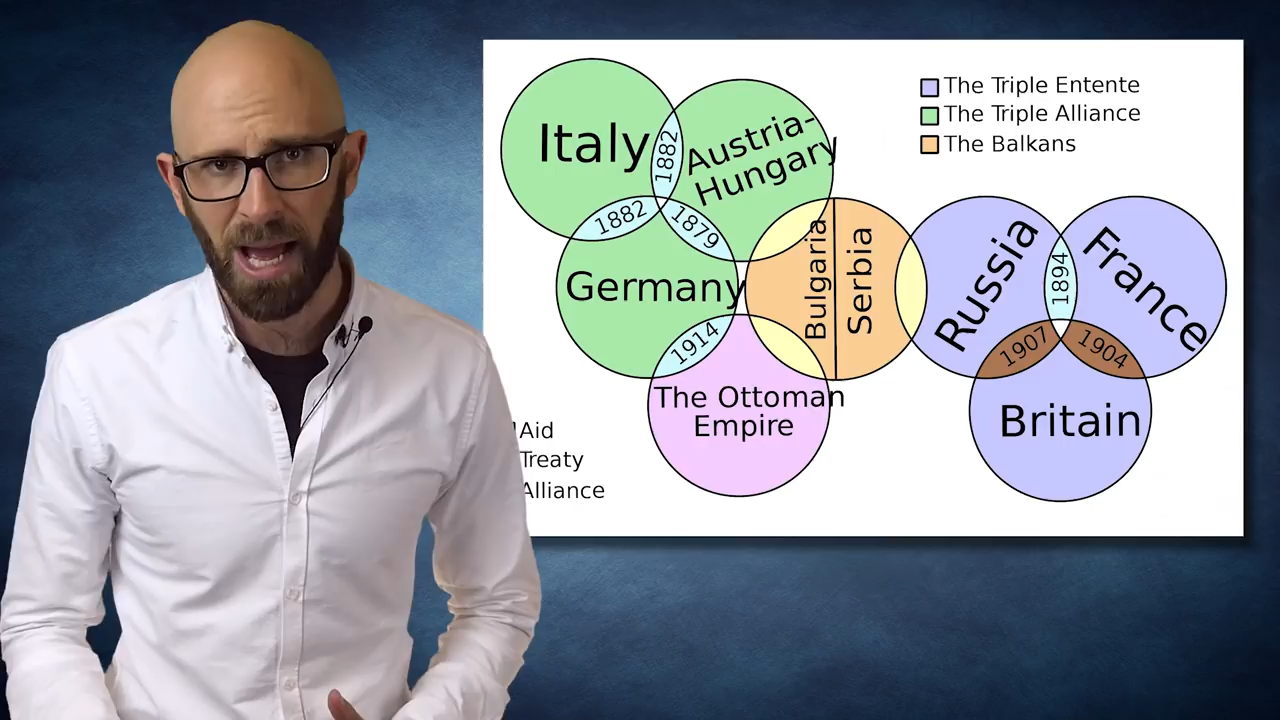 The Triple Entente
The Triple Alliance
The Balkans
Italy
1882
Austria-
Hungary
1882
1879
Germany
Bulgaria
Serbia
Russia
1894
France
1914
1907
1904
The Ottoman
Empire
Britain
Aid
Treaty
Alliance